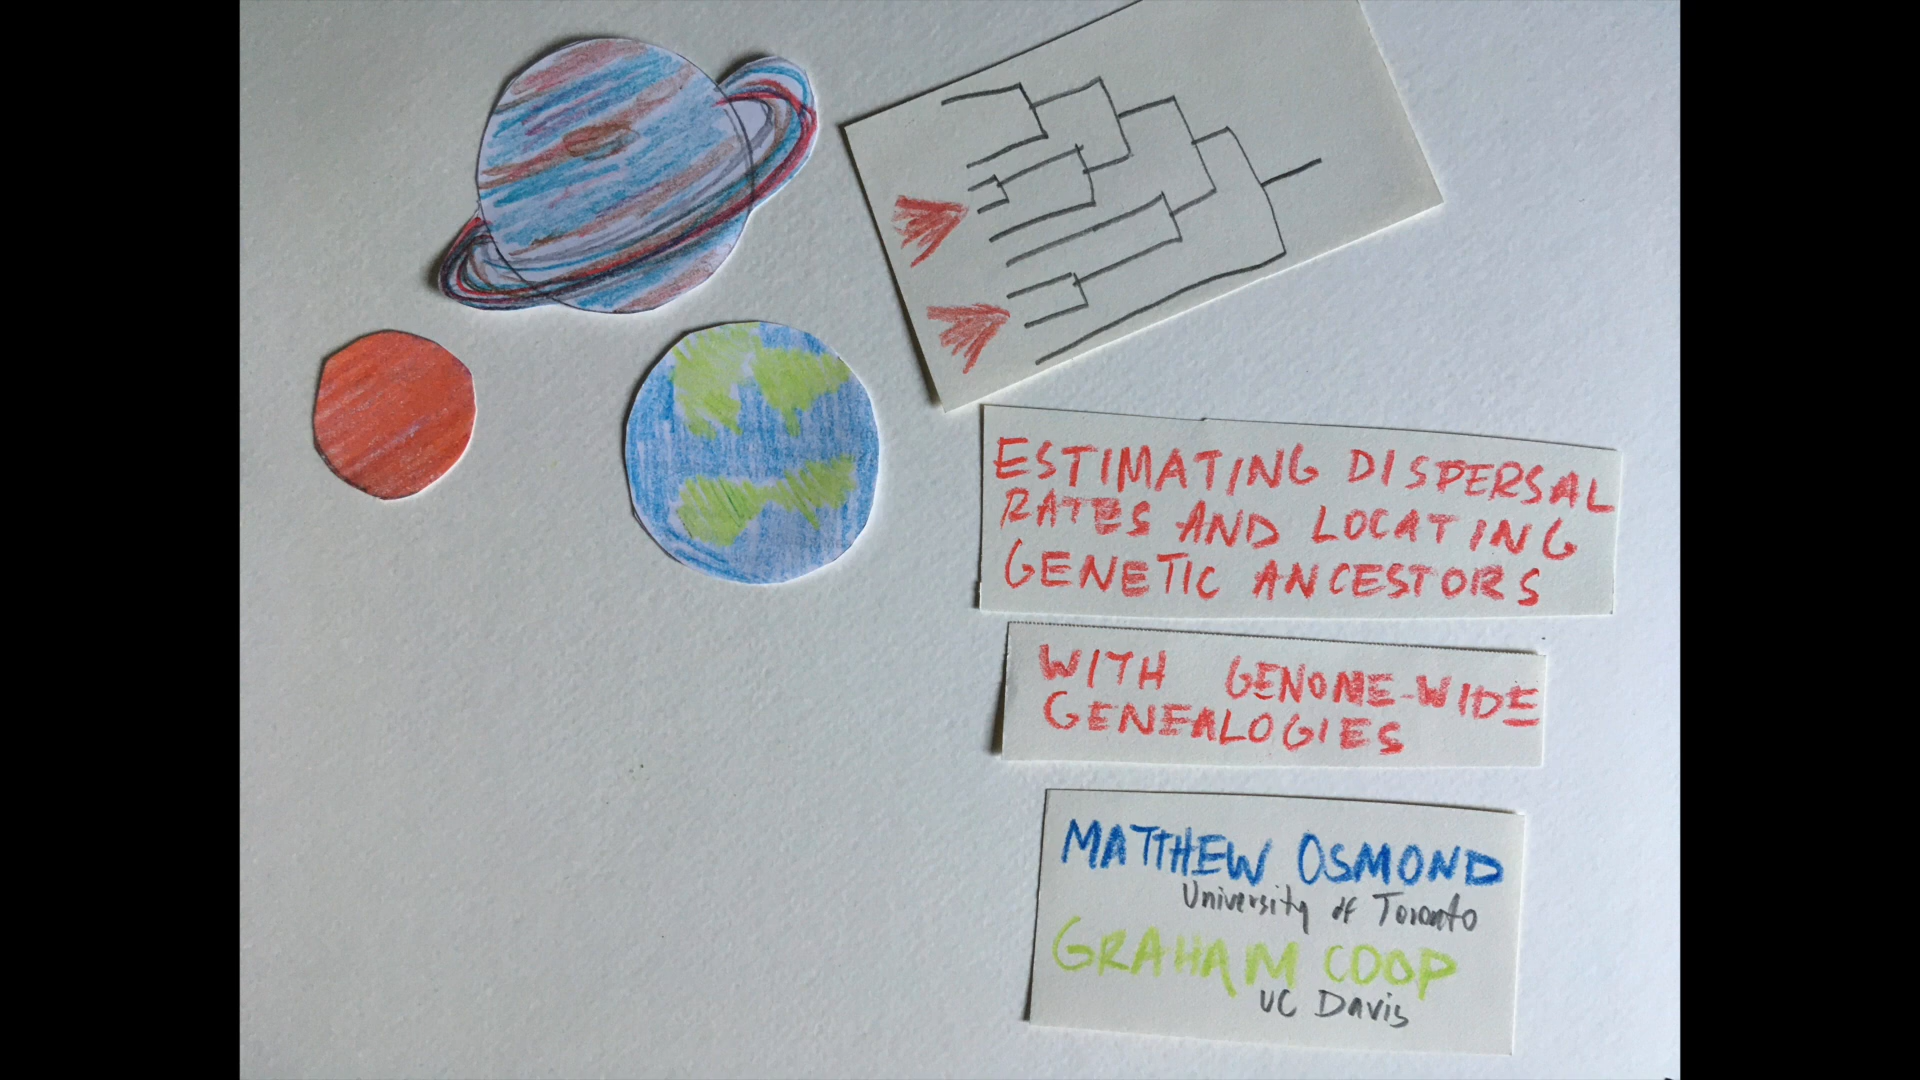 ESTIMATING DISPERSAL
RATES AND LOCATING
GENETIC ANCESTORS
WITH GENOME-WIDE
GENEALOGIES
MATTHEW OSMOND
University of Toronto
GRAHAM COOP
UC Davis